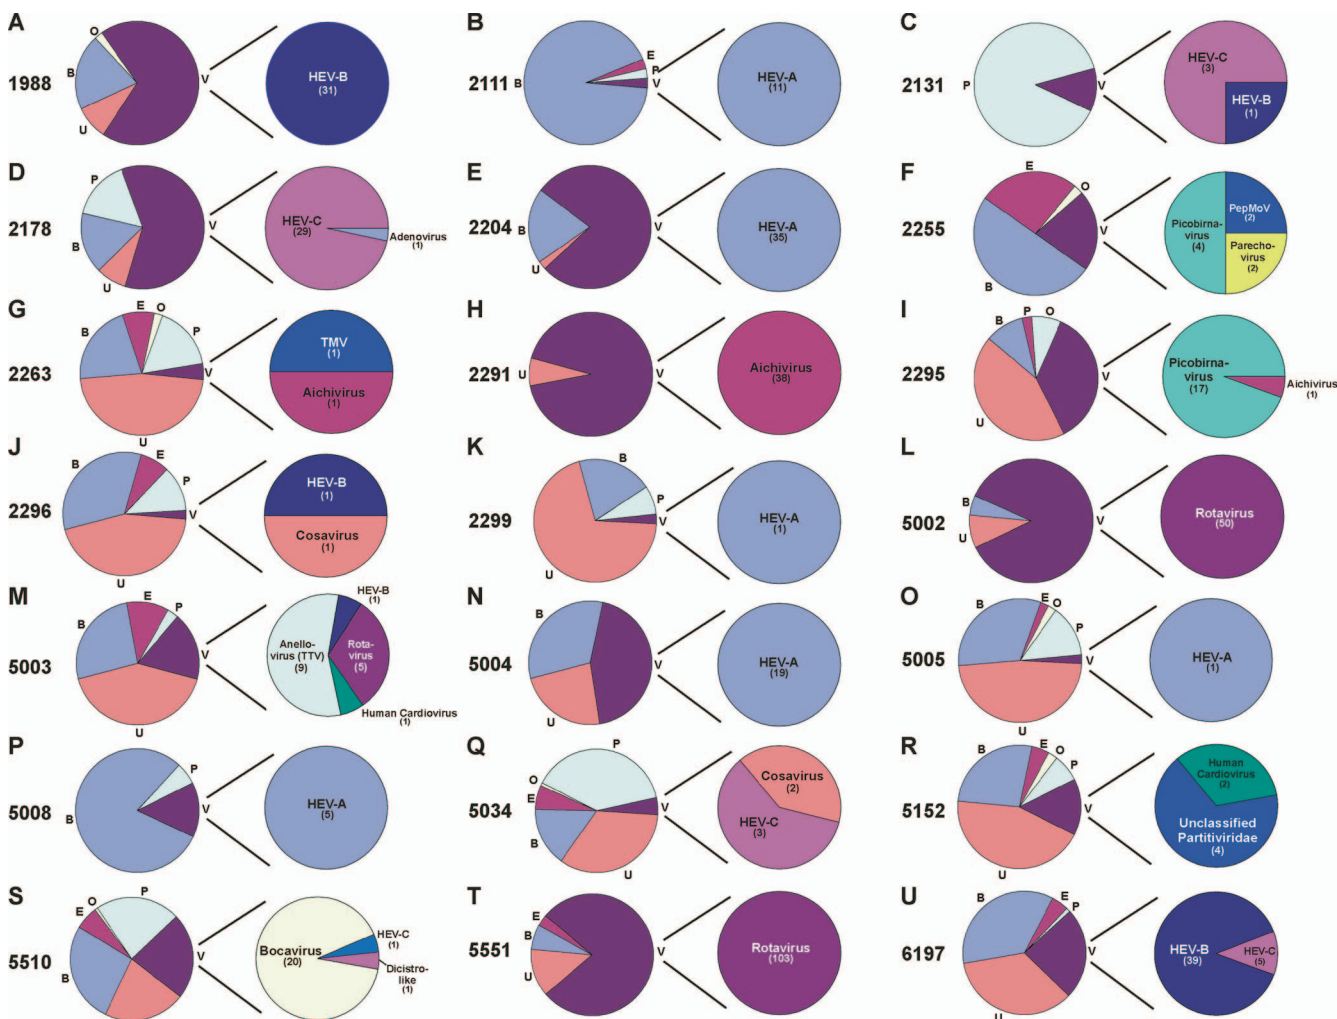 A
O
B
U
V
1988
HEV-B
(31)
B
E
P
B
V
2111
HEV-A
(11)
C
P
V
2131
HEV-C
(3)
HEV-B
(1)
D
P
B
U
V
2178
HEV-C
(29)
Adenovirus
(1)
E
B
U
V
2204
HEV-A
(35)
F
E
O
V
B
2255
Picobirna-
virus
(4)
PepMoV
(2)
Parecho-
virus
(2)
G
E
O
B
P
V
U
2263
TMV
(1)
Aichivirus
(1)
H
U
V
2291
Aichivirus
(38)
I
P
O
B
V
U
2295
Picobirna-
virus
(17)
Aichivirus
(1)
J
E
B
P
V
U
2296
HEV-B
(1)
Cosavirus
(1)
K
B
P
V
U
2299
HEV-A
(1)
L
B
U
V
5002
Rotavirus
(50)
M
E
P
B
V
U
5003
HEV-B
(1)
Anello-
virus (TTV)
(9)
Rota-
virus
(5)
Human Cardiovirus
(1)
N
B
V
U
5004
HEV-A
(19)
O
E
O
B
P
V
U
5005
HEV-A
(1)
P
P
V
B
5008
HEV-A
(5)
Q
P
O
E
V
B
U
5034
Cosavirus
(2)
HEV-C
(3)
R
E
O
B
P
V
U
5152
Human
Cardiovirus
(2)
Unclassified
Partitiviridae
(4)
S
P
O
E
V
B
5510
Bocavirus
(20)
HEV-C
(1)
Dicistro-
like
(1)
T
E
B
U
V
5551
Rotavirus
(103)
U
B
E
P
V
U
6197
HEV-B
(39)
HEV-C
(5)